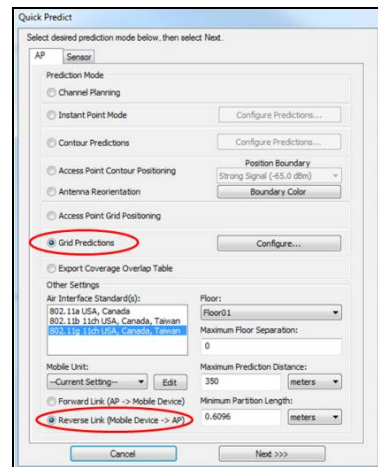 Quick Predict
Select desired prediction mode below, then select Next.
AP
Sensor
Prediction Mode
Channel Planning
Instant Point Mode
Configure Predictions...
Contour Predictions
Configure Predictions...
Access Point Contour Positioning
Position Boundary
Strong Signal (-65.0 dBm)
Antenna Reorientation
Boundary Color
Access Point Grid Positioning
Grid Predictions
Configure...
Export Coverage Overlap Table
Other Settings
Air Interface Standard(s):
802.11a USA, Canada
802.11b 11ch USA, Canada, Taiwan
802.11g 11ch USA, Canada, Taiwan
Floor:
Floor01
Maximum Floor Separation:
0
Mobile Unit:
--Current Setting--
Edit
Maximum Prediction Distance:
350
meters
Forward Link (AP -> Mobile Device)
Reverse Link (Mobile Device -> AP)
Minimum Partition Length:
0.6096
meters
Cancel
Next >>>